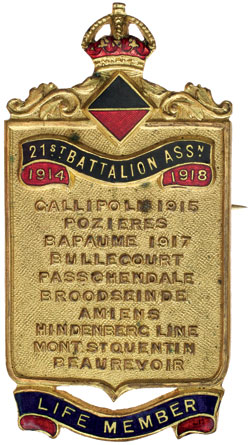 21ST BATTALION ASSN
1914 1918
GALLIPOLI 1915
POZIERES
BAPAUME 1917
BULLECOURT
PASSCHENDALE
BROODSEINDE
AMIENS
HINDENBERG LINE
MONT. ST QUENTIN
BEAUREVOIR
LIFE MEMBER